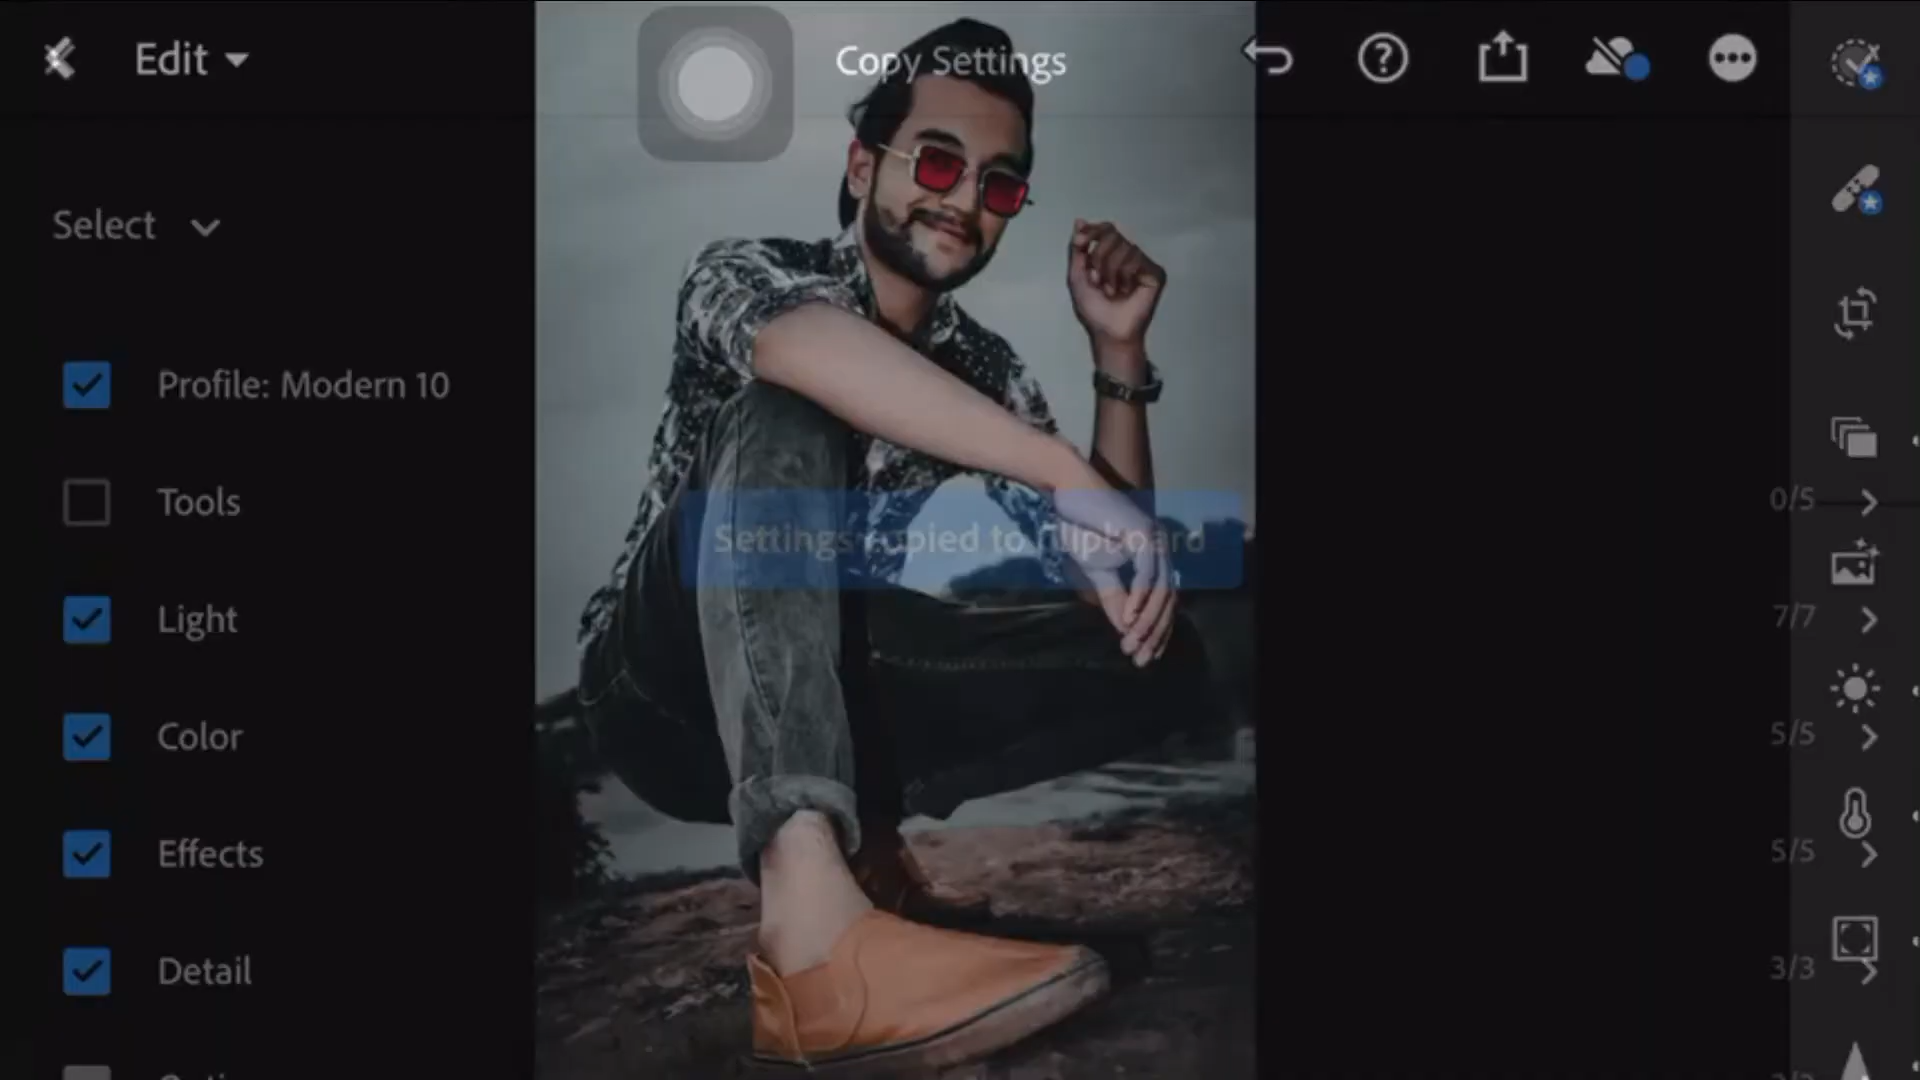 Edit
Copy Settings
Select
Profile: Modern 10
Tools
0/5
Settings copied to clipboard
Light
7/7
Color
5/5
Effects
5/5
Detail
3/3